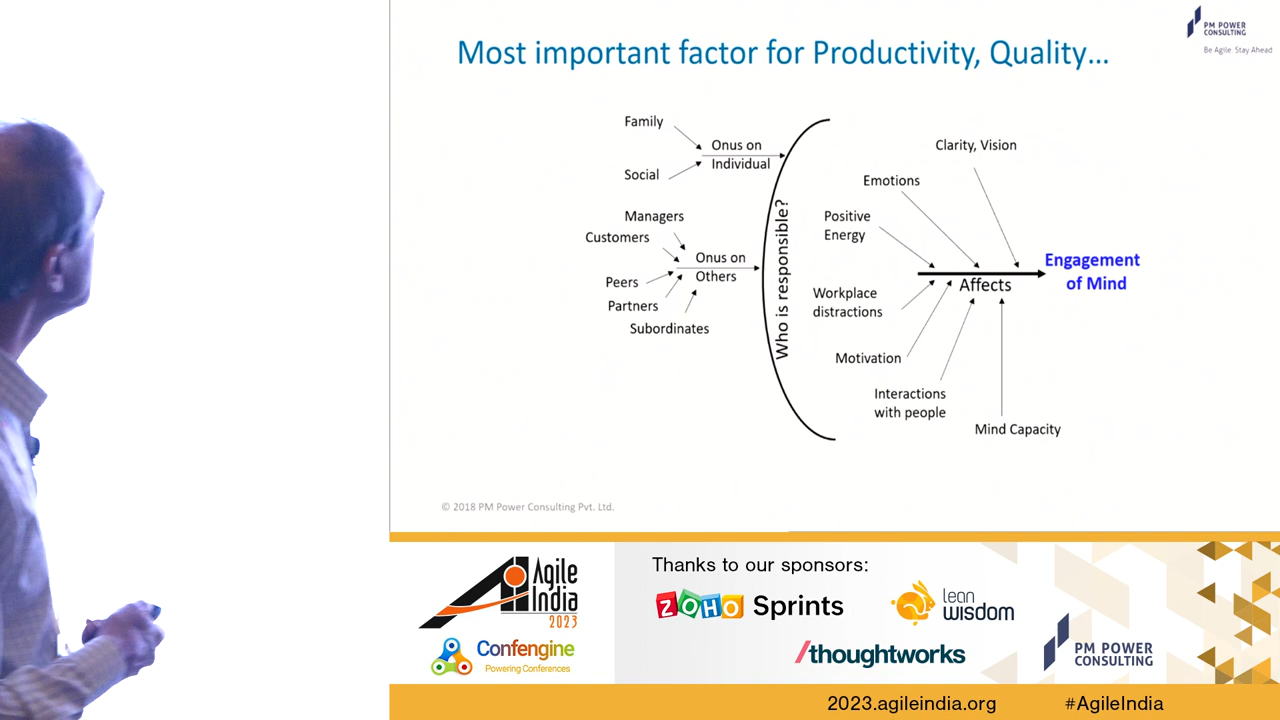 PM POWER
CONSULTING
Be Agile Stay Ahead
Most important factor for Productivity, Quality...
Family
Social
Onus on
Individual
Managers
Customers
Peers
Partners
Subordinates
Onus on
Others
Who is responsible?
Clarity, Vision
Emotions
Positive
Energy
Workplace
distractions
Motivation
Interactions
with people
Mind Capacity
Affects
Engagement
of Mind
© 2018 PM Power Consulting Pvt. Ltd.
Agile
India
2023
Confengine
Powering Conferences
Thanks to our sponsors:
ZOHO Sprints
lean
wisdom
/thoughtworks
PM POWER
CONSULTING
2023.agileindia.org
#AgileIndia